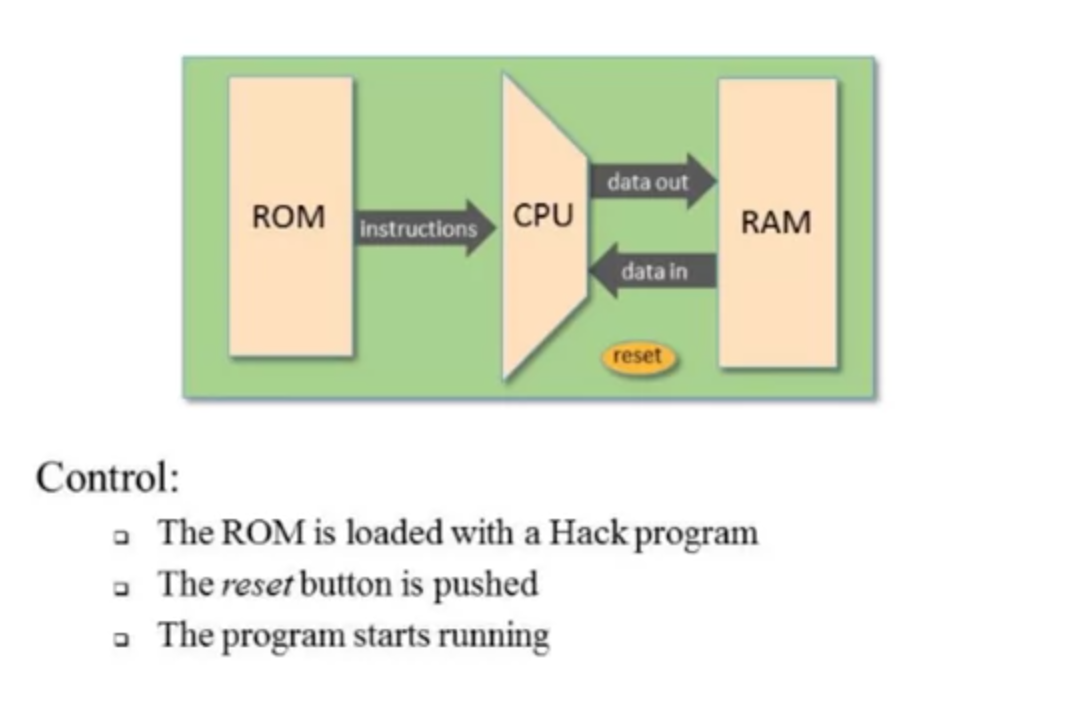 ROM
instructions
CPU
data out
data in
RAM
reset
Control:
The ROM is loaded with a Hack program
The reset button is pushed
The program starts running